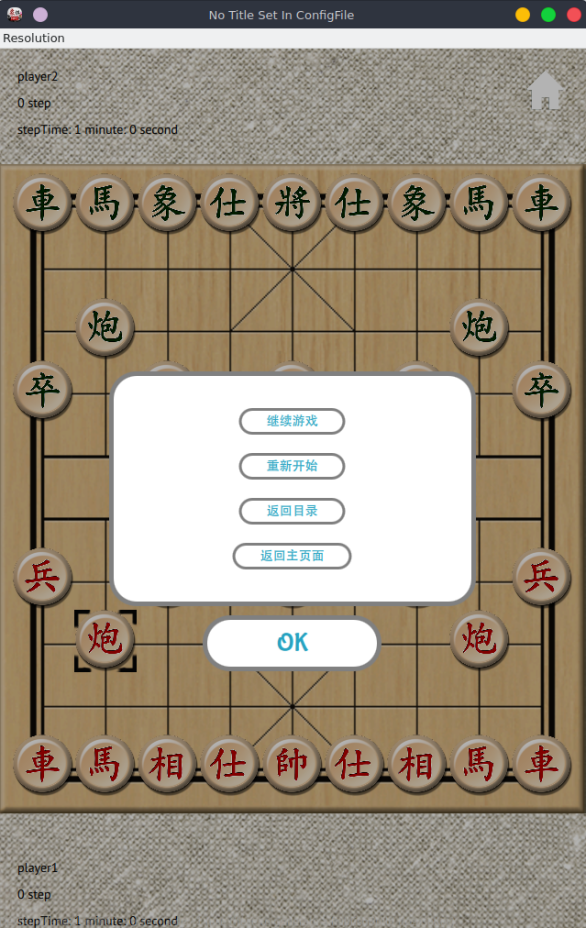 No Title Set In ConfigFile
Resolution
player2
0 step
stepTime: 1 minute: 0 second
車 馬 象 仕 將 仕 象 馬 車
炮 炮
卒 卒
继续游戏
重新开始
返回目录
返回主页面
兵 兵
炮 炮
OK
車 馬 相 仕 帥 仕 相 馬 車
player1
0 step
stepTime: 1 minute: 0 second